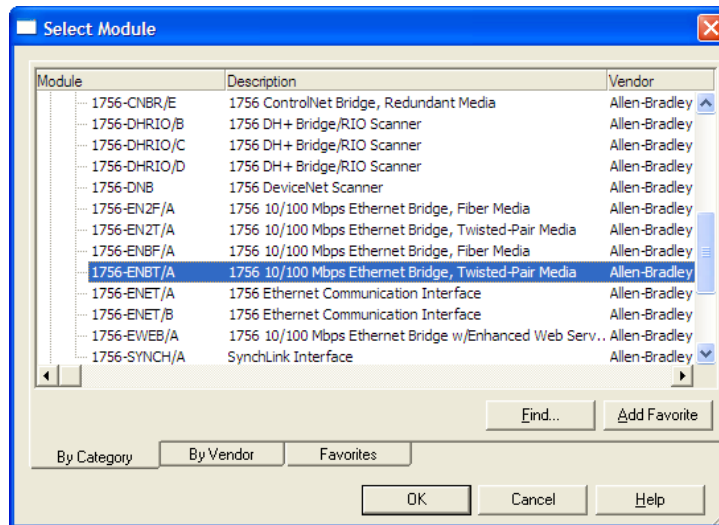 Select Module
Module Description Vendor
1756-CNBR/E 1756 ControlNet Bridge, Redundant Media Allen-Bradley
1756-DHRIO/B 1756 DH+ Bridge/RIO Scanner Allen-Bradley
1756-DHRIO/C 1756 DH+ Bridge/RIO Scanner Allen-Bradley
1756-DHRIO/D 1756 DH+ Bridge/RIO Scanner Allen-Bradley
1756-DNB 1756 DeviceNet Scanner Allen-Bradley
1756-EN2F/A 1756 10/100 Mbps Ethernet Bridge, Fiber Media Allen-Bradley
1756-EN2T/A 1756 10/100 Mbps Ethernet Bridge, Twisted-Pair Media Allen-Bradley
1756-ENBF/A 1756 10/100 Mbps Ethernet Bridge, Fiber Media Allen-Bradley
1756-ENBT/A 1756 10/100 Mbps Ethernet Bridge, Twisted-Pair Media Allen-Bradley
1756-ENET/A 1756 Ethernet Communication Interface Allen-Bradley
1756-ENET/B 1756 Ethernet Communication Interface Allen-Bradley
1756-EWEB/A 1756 10/100 Mbps Ethernet Bridge w/Enhanced Web Serv... Allen-Bradley
1756-SYNCH/A SynchLink Interface Allen-Bradley
Find... Add Favorite
By Category By Vendor Favorites
OK Cancel Help